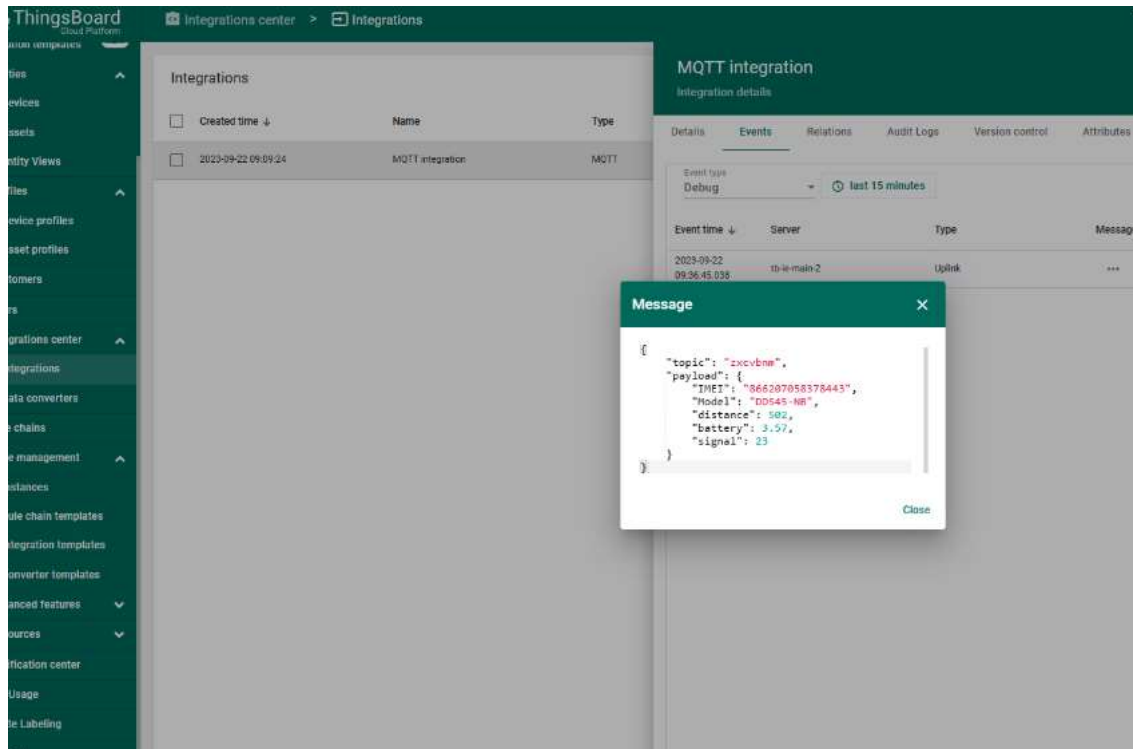 ThingsBoard
Cloud Platform
Integrations center > Integrations
ution templates
ties
evices
ssets
ntity Views
files
evice profiles
sset profiles
tomers
rs
grations center
ntegrations
ata converters
e chains
e management
nstances
ule chain templates
ntegration templates
onverter templates
anced features
ources
ification center
Usage
te Labeling
Integrations
Created time ↓ Name Type
2023-09-22 09:09:24 MQTT integration MQTT
MQTT integration
Integration details
Details Events Relations Audit Logs Version control Attributes
Event type
Debug
last 15 minutes
Event time ↓ Server Type Messag
2023-09-22
09:36:45.038
tb-ie-main-2 Uplink ...
Message ×
{
"topic": "zxcvbnm",
"payload": {
"IMEI": "866207058378443",
"Model": "DDS45-NB",
"distance": 502,
"battery": 3.57,
"signal": 23
}
}
Close